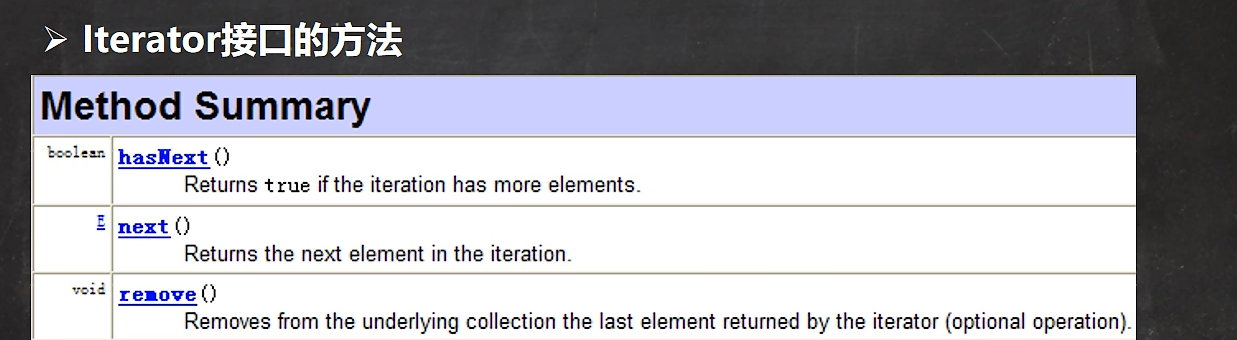 ➢ Iterator接口的方法
Method Summary
boolean hasNext()
Returns true if the iteration has more elements.
E next()
Returns the next element in the iteration.
void remove()
Removes from the underlying collection the last element returned by the iterator (optional operation).